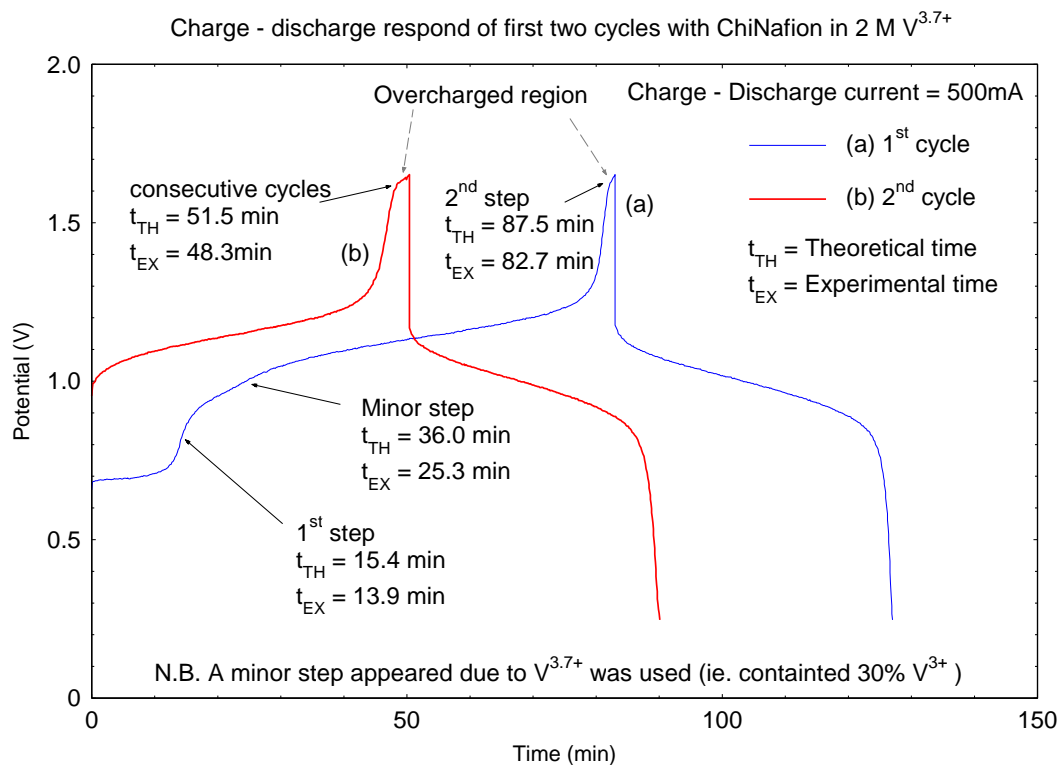 Charge - discharge respond of first two cycles with ChiNafion in 2 M V3.7+
2.0
1.5
1.0
0.5
0
Potential (V)
Overcharged region
Charge - Discharge current = 500mA
(a) 1st cycle
(b) 2nd cycle
tTH = Theoretical time
tEX = Experimental time
consecutive cycles
tTH = 51.5 min
tEX = 48.3min
(b)
2nd step
tTH = 87.5 min
tEX = 82.7 min
(a)
Minor step
tTH = 36.0 min
tEX = 25.3 min
1st step
tTH = 15.4 min
tEX = 13.9 min
N.B. A minor step appeared due to V3.7+ was used (ie. containted 30% V3+ )
0 50 100 150
Time (min)